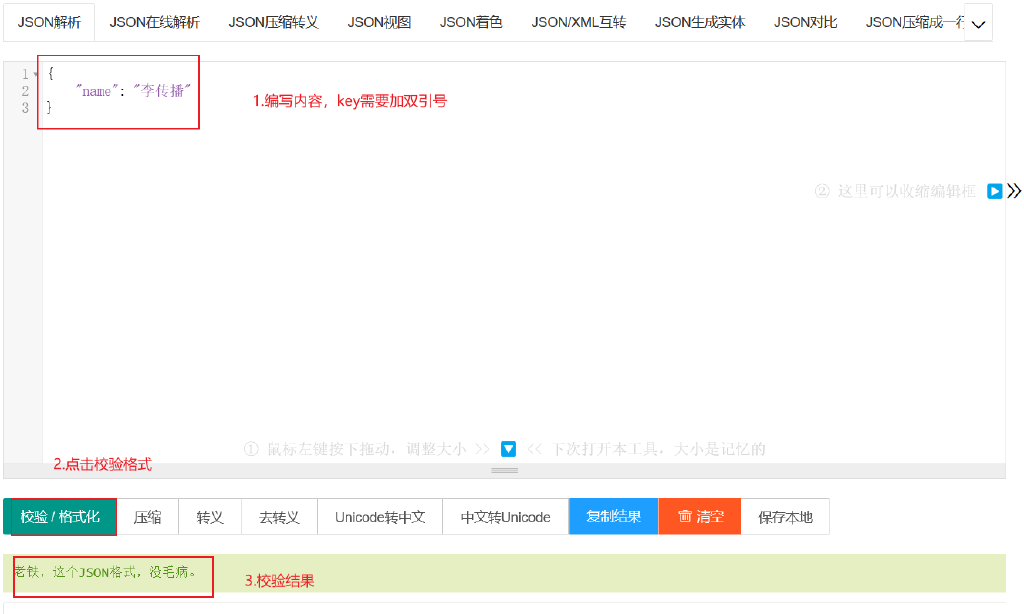 JSON解析 JSON在线解析 JSON压缩转义 JSON视图 JSON着色 JSON/XML互转 JSON生成实体 JSON对比 JSON压缩成一行
1 {
2 "name": "李传播"
3 }
1.编写内容，key需要加双引号
② 这里可以收缩编辑框
① 鼠标左键按下拖动，调整大小 >> << 下次打开本工具，大小是记忆的
2.点击校验格式
校验 / 格式化 压缩 转义 去转义 Unicode转中文 中文转Unicode 复制结果 清空 保存本地
老铁，这个JSON格式，没毛病。
3.校验结果